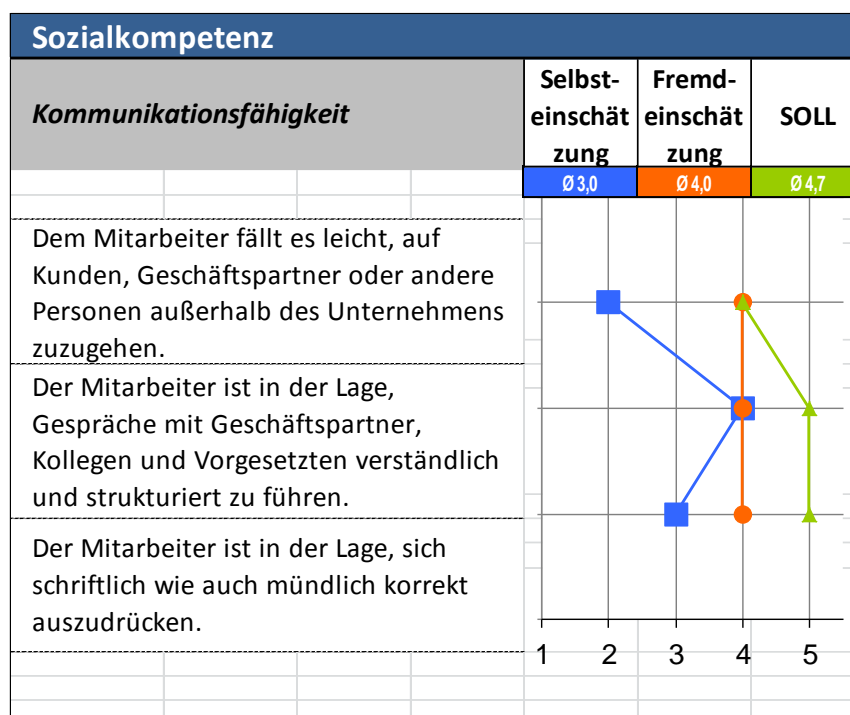 Sozialkompetenz
Kommunikationsfähigkeit
Selbst-
einschät
zung
Fremd-
einschät
zung
SOLL
Ø 3,0
Ø 4,0
Ø 4,7
Dem Mitarbeiter fällt es leicht, auf
Kunden, Geschäftspartner oder andere
Personen außerhalb des Unternehmens
zuzugehen.
Der Mitarbeiter ist in der Lage,
Gespräche mit Geschäftspartner,
Kollegen und Vorgesetzten verständlich
und strukturiert zu führen.
Der Mitarbeiter ist in der Lage, sich
schriftlich wie auch mündlich korrekt
auszudrücken.
1 2 3 4 5